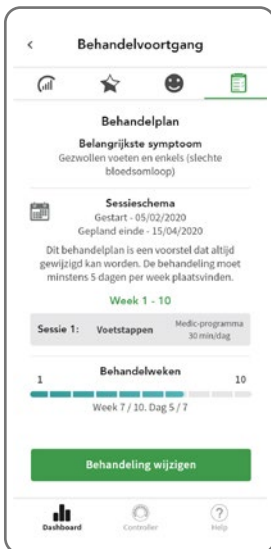 Behandelvoortgang
Behandelplan
Belangrijkste symptoom
Gezwollen voeten en enkels (slechte
bloedsomloop)
Sessieschema
Gestart - 05/02/2020
Gepland einde - 15/04/2020
Dit behandelplan is een voorstel dat altijd
gewijzigd kan worden. De behandeling moet
minstens 5 dagen per week plaatsvinden.
Week 1 - 10
Sessie 1: Voetstappen Medic-programma
30 min/dag
Behandelweken
1 10
Week 7 / 10. Dag 5 / 7
Behandeling wijzigen
Dashboard Controller Help